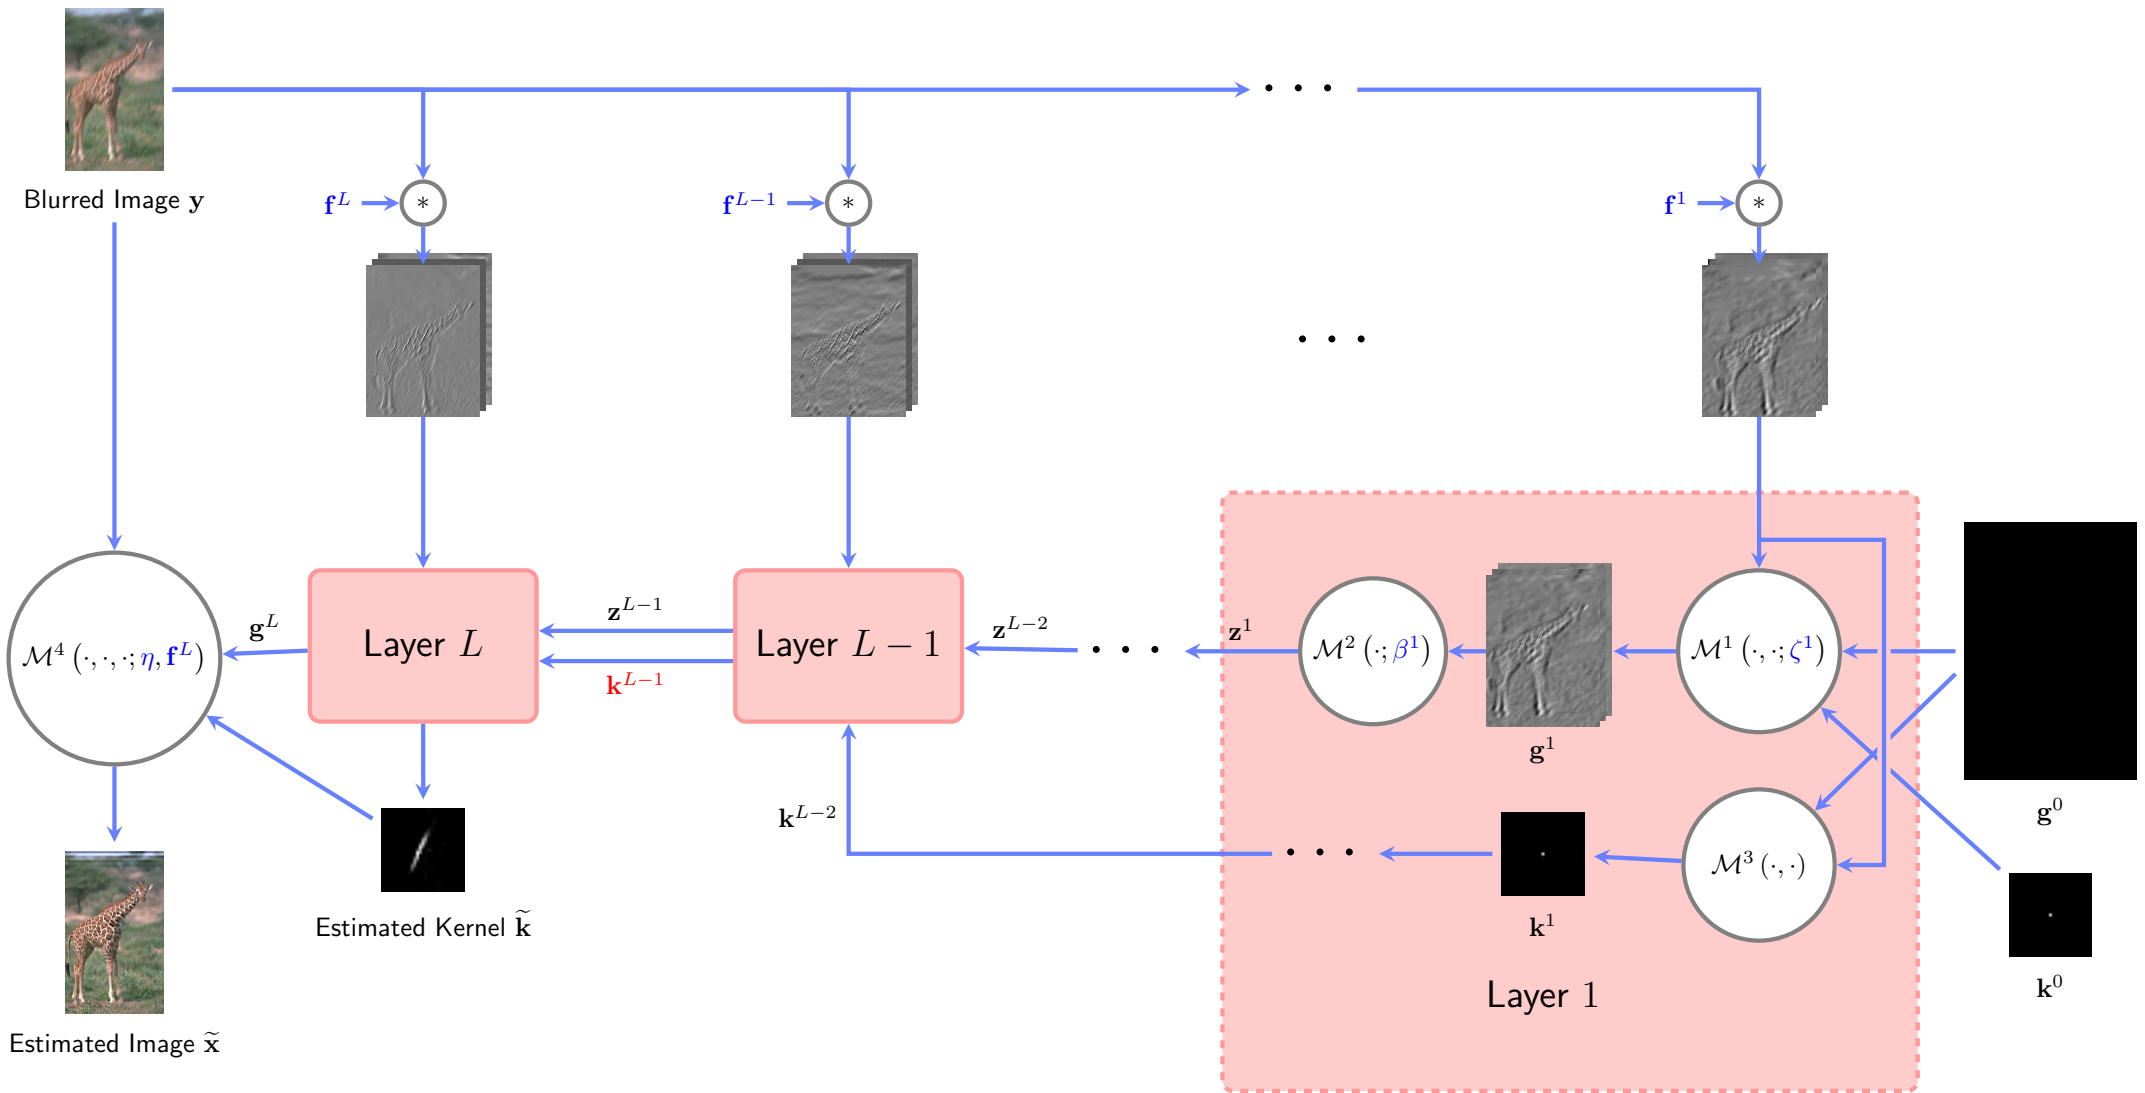 Blurred Image y
f^L
*
f^{L−1}
*
f^1
*
· · ·
· · ·
M^4 (·, ·, ·; η, f^L)
g^L
Layer L
z^{L−1}
k^{L−1}
Layer L − 1
z^{L−2}
· · ·
z^1
M^2 (·; β^1)
g^1
M^1 (·, ·; ζ^1)
g^0
k^{L−2}
· · ·
k^1
M^3 (·, ·)
k^0
Estimated Kernel k̃
Layer 1
Estimated Image x̃